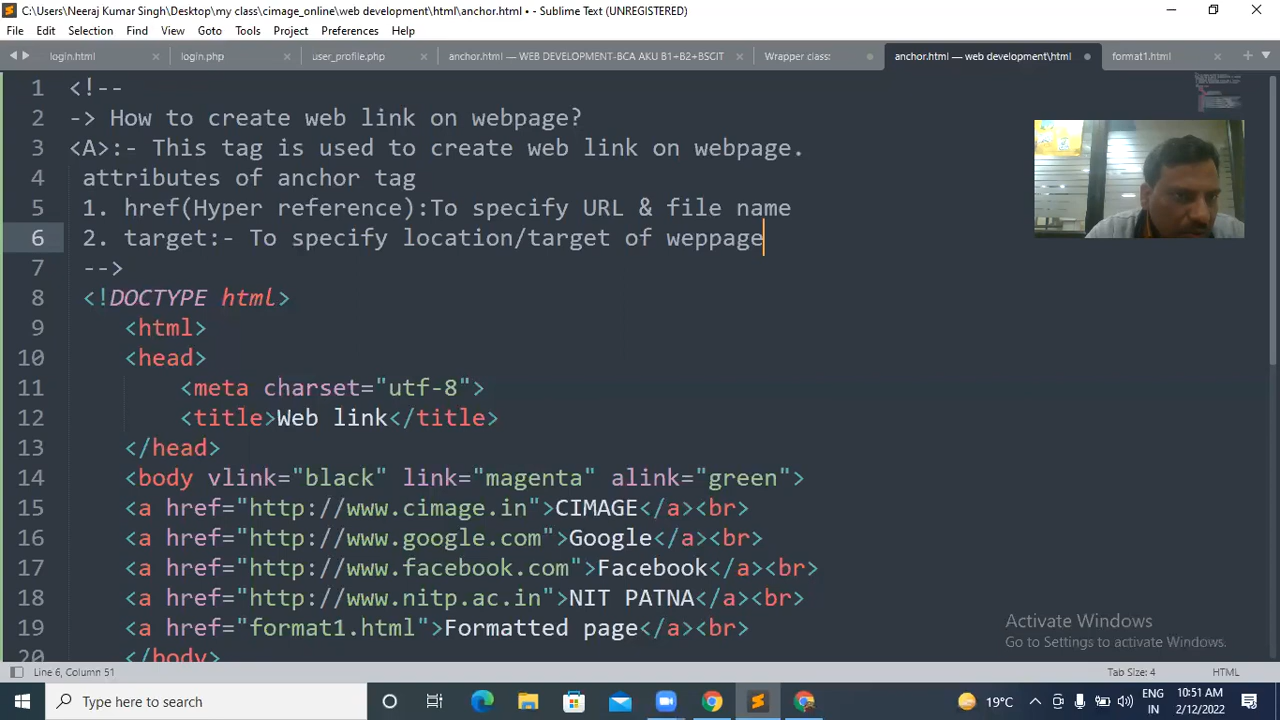 C:\Users\Neeraj Kumar Singh\Desktop\my class\cimage_online\web development\html\anchor.html • - Sublime Text (UNREGISTERED)
File Edit Selection Find View Goto Tools Project Preferences Help
login.html login.php user_profile.php anchor.html — WEB DEVELOPMENT-BCA AKU B1+B2+BSCIT Wrapper class: anchor.html — web development\html format1.html
1 <!--
2 -> How to create web link on webpage?
3 <A>:- This tag is used to create web link on webpage.
4 attributes of anchor tag
5 1. href(Hyper reference):To specify URL & file name
6 2. target:- To specify location/target of weppage
7 -->
8 <!DOCTYPE html>
9 <html>
10 <head>
11 <meta charset="utf-8">
12 <title>Web link</title>
13 </head>
14 <body vlink="black" link="magenta" alink="green">
15 <a href="http://www.cimage.in">CIMAGE</a><br>
16 <a href="http://www.google.com">Google</a><br>
17 <a href="http://www.facebook.com">Facebook</a><br>
18 <a href="http://www.nitp.ac.in">NIT PATNA</a><br>
19 <a href="format1.html">Formatted page</a><br>
20 </body>
Activate Windows
Go to Settings to activate Windows.
Line 6, Column 51 Tab Size: 4 HTML
Type here to search 19°C ENG IN 10:51 AM 2/12/2022